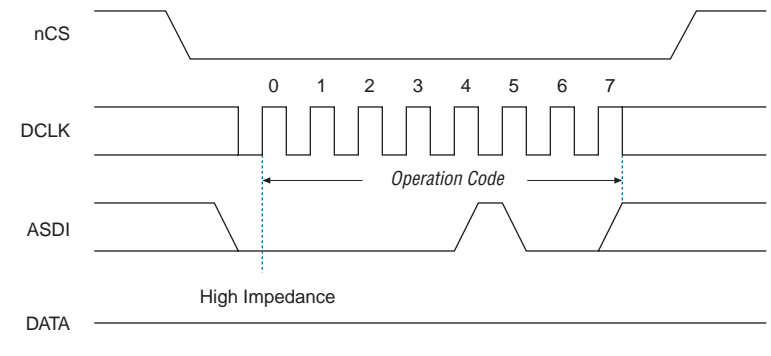 nCS
0 1 2 3 4 5 6 7
DCLK
Operation Code
ASDI
High Impedance
DATA